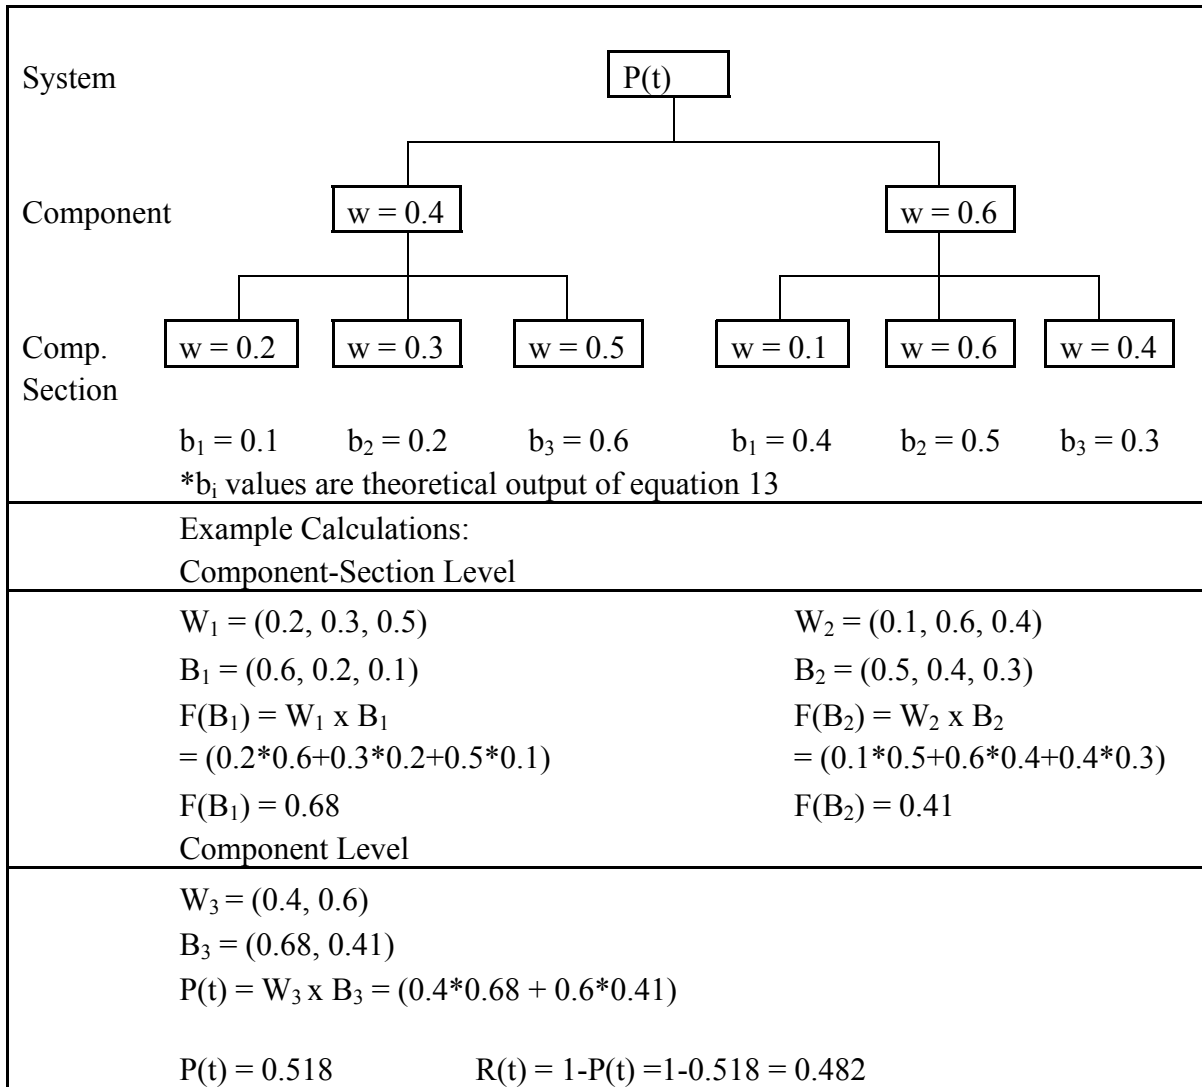 System P(t)
Component w = 0.4 w = 0.6
Comp. w = 0.2 w = 0.3 w = 0.5 w = 0.1 w = 0.6 w = 0.4
Section
b₁ = 0.1 b₂ = 0.2 b₃ = 0.6 b₁ = 0.4 b₂ = 0.5 b₃ = 0.3
*bᵢ values are theoretical output of equation 13
Example Calculations:
Component-Section Level
W₁ = (0.2, 0.3, 0.5) W₂ = (0.1, 0.6, 0.4)
B₁ = (0.6, 0.2, 0.1) B₂ = (0.5, 0.4, 0.3)
F(B₁) = W₁ x B₁ F(B₂) = W₂ x B₂
= (0.2*0.6+0.3*0.2+0.5*0.1) = (0.1*0.5+0.6*0.4+0.4*0.3)
F(B₁) = 0.68 F(B₂) = 0.41
Component Level
W₃ = (0.4, 0.6)
B₃ = (0.68, 0.41)
P(t) = W₃ x B₃ = (0.4*0.68 + 0.6*0.41)
P(t) = 0.518 R(t) = 1-P(t) =1-0.518 = 0.482